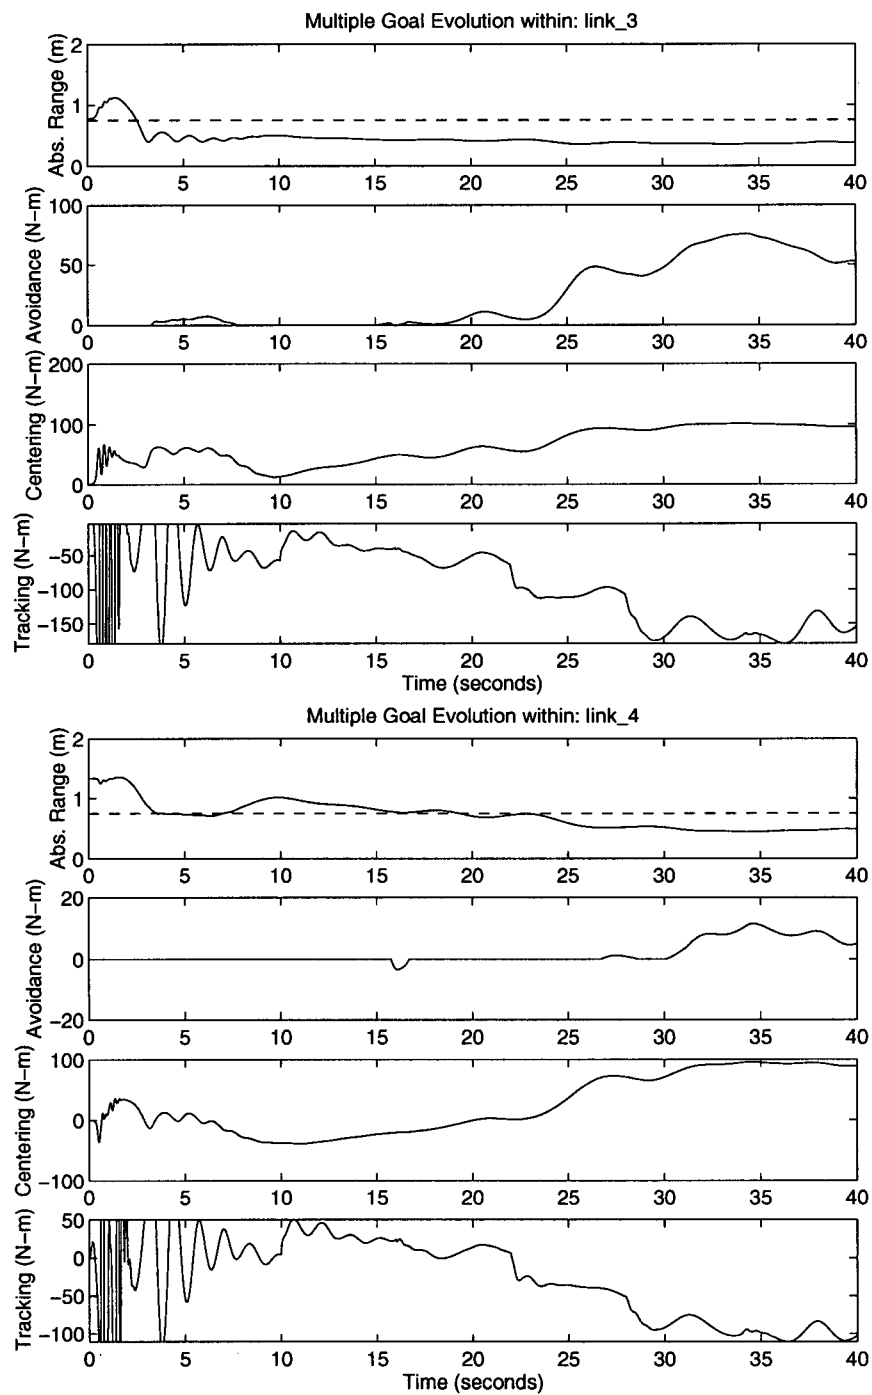 Multiple Goal Evolution within: link_3
Abs. Range (m)
2
1
0
0 5 10 15 20 25 30 35 40
Avoidance (N−m)
100
50
0
0 5 10 15 20 25 30 35 40
Centering (N−m)
200
100
0
0 5 10 15 20 25 30 35 40
Tracking (N−m)
−50
−100
−150
0 5 10 15 20 25 30 35 40
Time (seconds)
Multiple Goal Evolution within: link_4
Abs. Range (m)
2
1
0
0 5 10 15 20 25 30 35 40
Avoidance (N−m)
20
0
−20
0 5 10 15 20 25 30 35 40
Centering (N−m)
100
0
−100
0 5 10 15 20 25 30 35 40
Tracking (N−m)
50
0
−50
−100
0 5 10 15 20 25 30 35 40
Time (seconds)